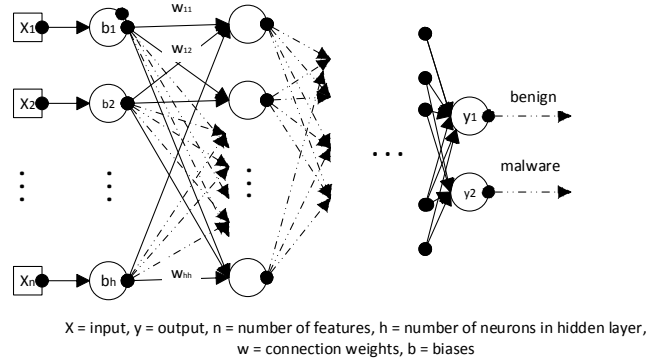 X1 b1 w11
w12
X2 b2
benign
y1
malware
y2
Xn bh whh
X = input, y = output, n = number of features, h = number of neurons in hidden layer,
w = connection weights, b = biases